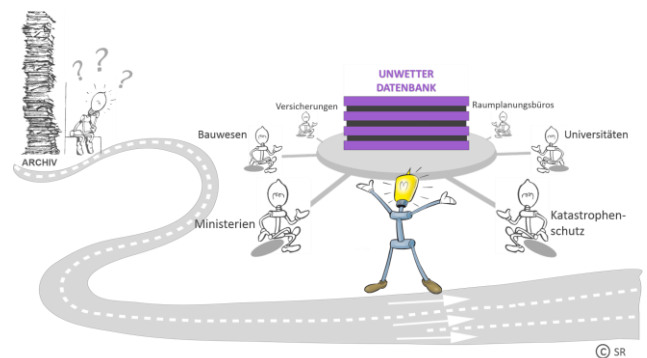 ? ? ?
ARCHIV
UNWETTER
DATENBANK
Versicherungen
Raumplanungsbüros
Bauwesen
Universitäten
Ministerien
Katastrophen-
schutz
© SR